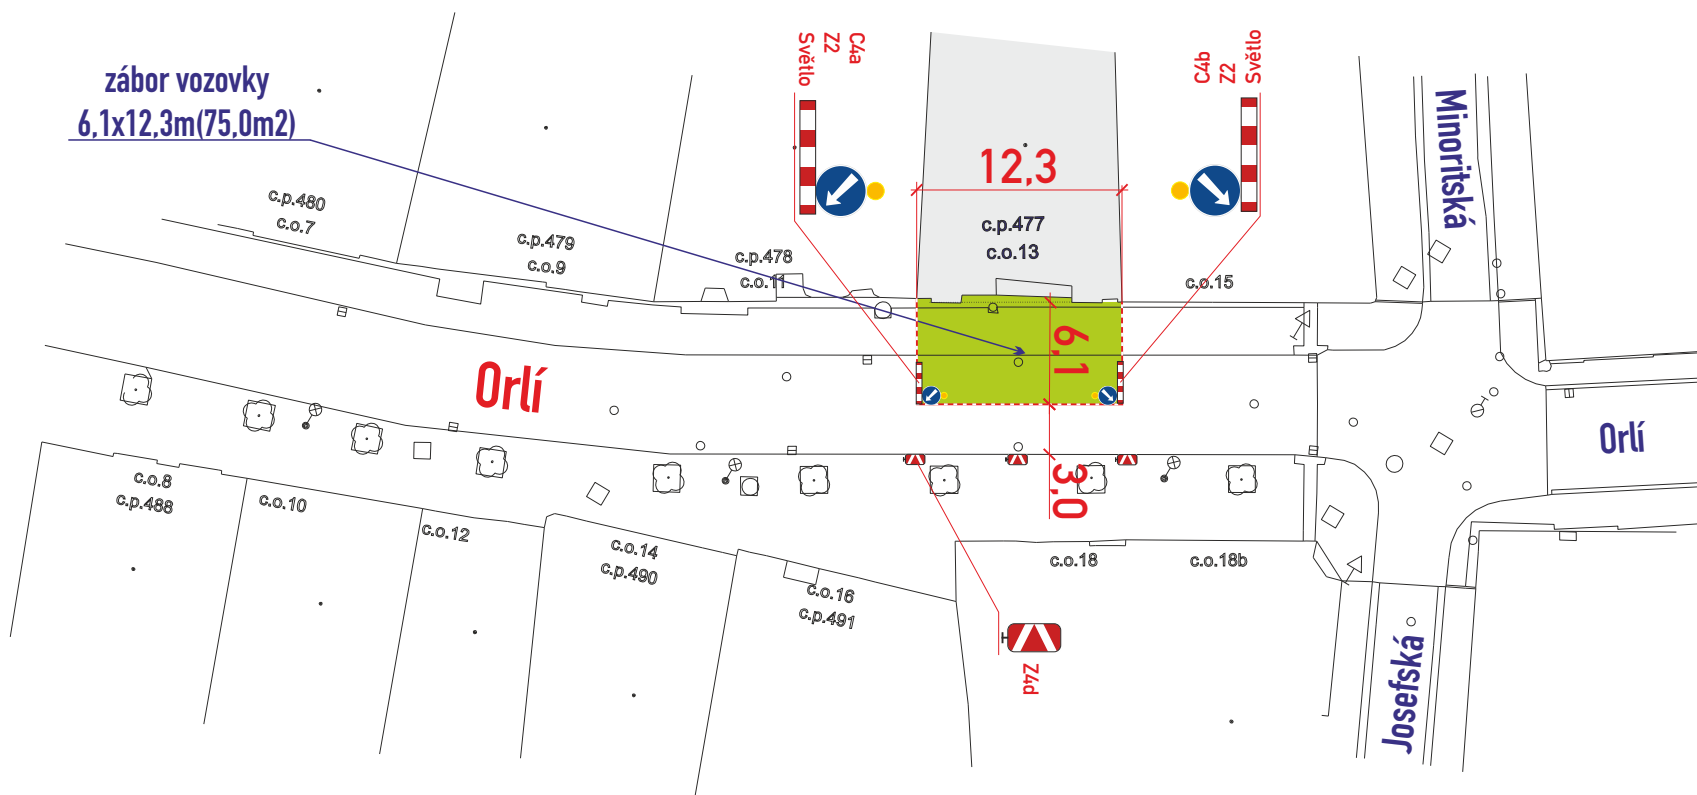 zábor vozovky
6,1x12,3m(75,0m2)
C4a
Z2
Světlo
C4b
Z2
Světlo
12,3
Minoritská
c.p.480
c.o.7
c.p.479
c.o.9
c.p.478
c.o.11
c.p.477
c.o.13
c.o.15
6,1
Orlí
Orlí
3,0
c.o.8
c.p.488
c.o.10
c.o.12
c.o.14
c.p.490
c.o.16
c.p.491
c.o.18
c.o.18b
Z4d
Josefská